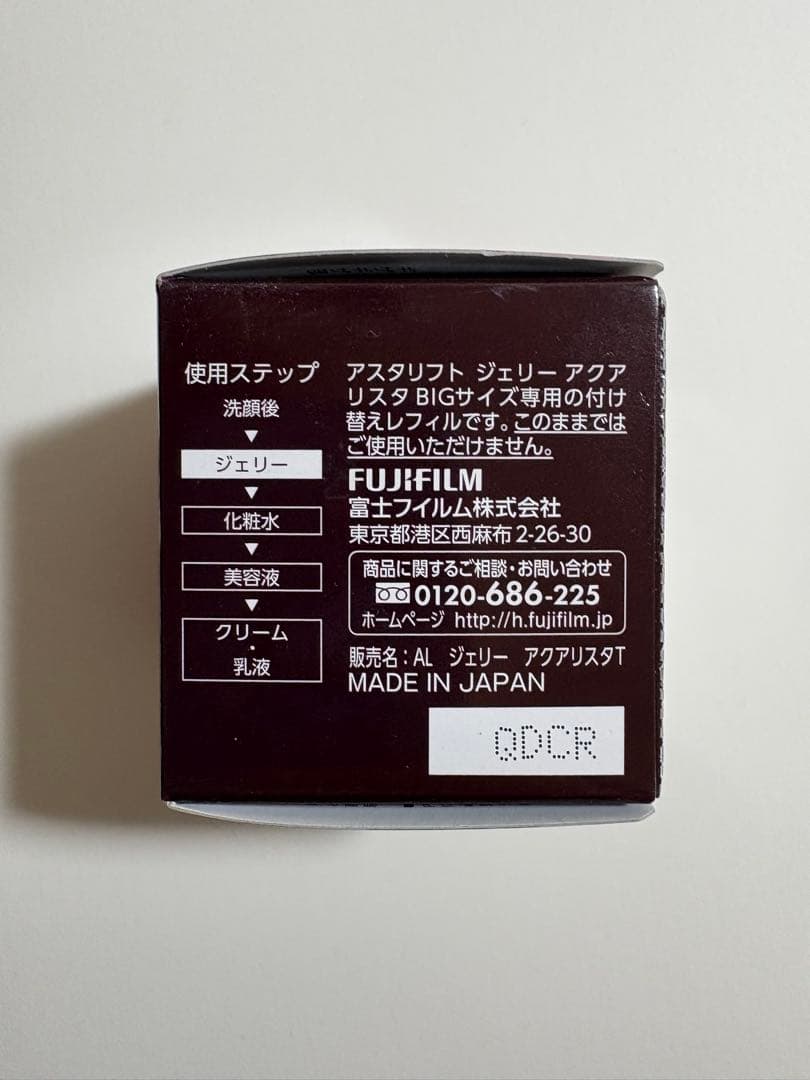 使用ステップ
洗顔後
▼
ジェリー
▼
化粧水
▼
美容液
▼
クリーム
・
乳液
アスタリフト ジェリー アクア
リスタ BIGサイズ専用の付け
替えレフィルです。このままでは
ご使用いただけません。
FUJIFILM
富士フイルム株式会社
東京都港区西麻布2-26-30
商品に関するご相談・お問い合わせ
0120-686-225
ホームページ http://h.fujifilm.jp
販売名：AL ジェリー アクアリスタT
MADE IN JAPAN
QDCR